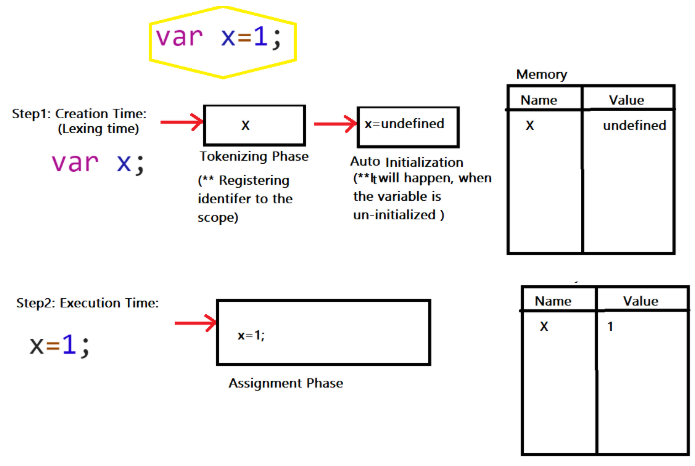 var x=1;
Memory
Name Value
X undefined
Step1: Creation Time:
(Lexing time)
var x;
X
Tokenizing Phase
(** Registering
identifer to the
scope)
x=undefined
Auto Initialization
(**It will happen, when
the variable is
un-initialized )
Step2: Execution Time:
x=1;
x=1;
Assignment Phase
Name Value
X 1